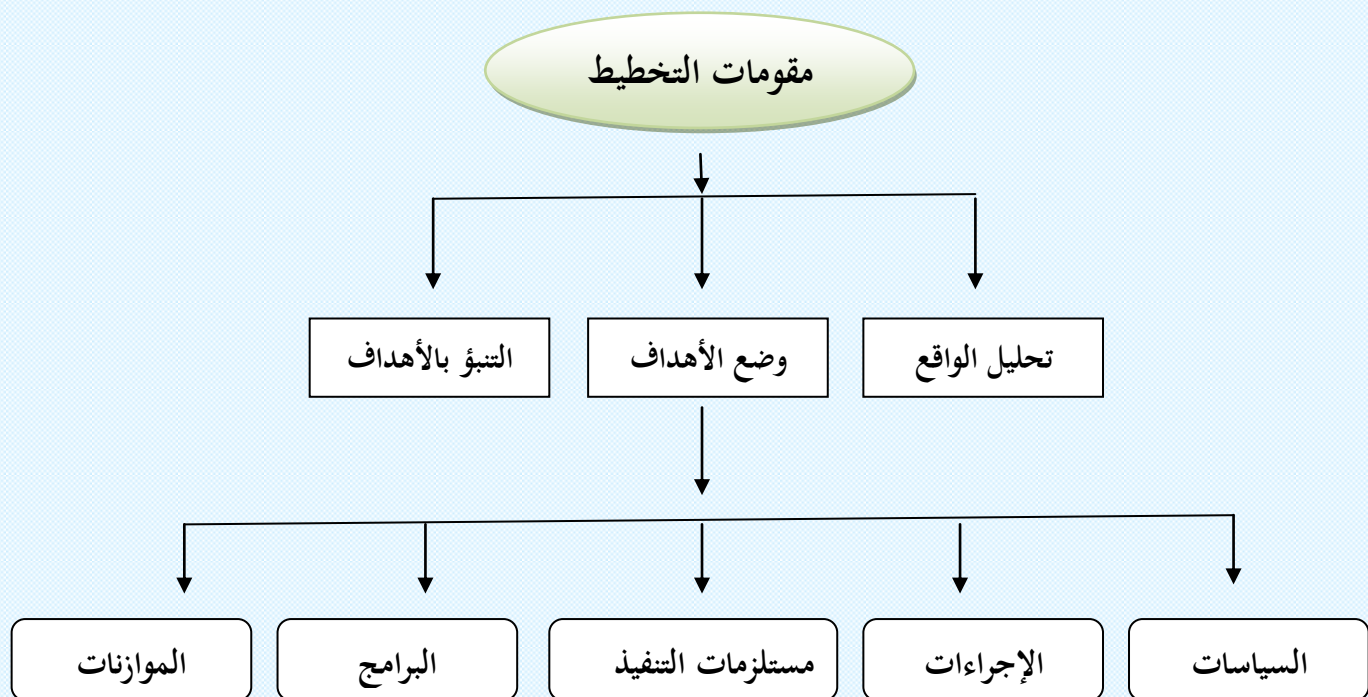 مقومات التخطيط
تحليل الواقع
وضع الأهداف
التنبؤ بالأهداف
السياسات
الإجراءات
مستلزمات التنفيذ
البرامج
الموازنات